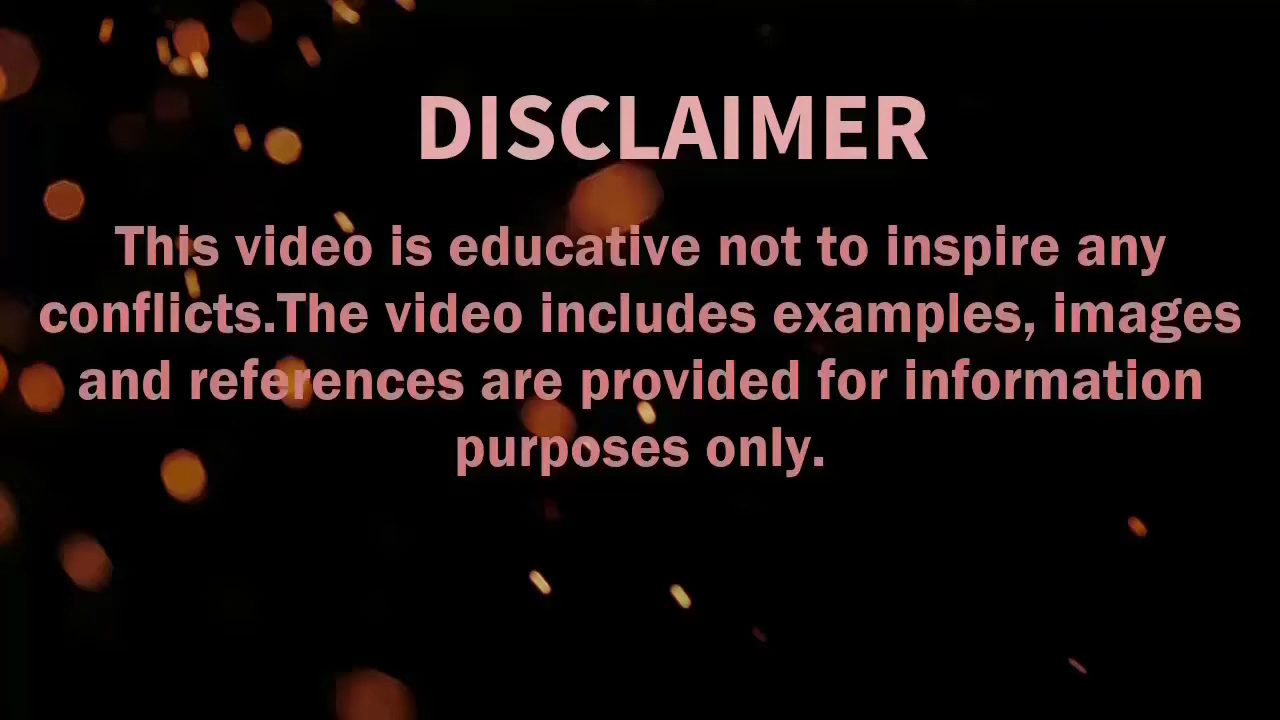 DISCLAIMER
This video is educative not to inspire any
conflicts.The video includes examples, images
and references are provided for information
purposes only.